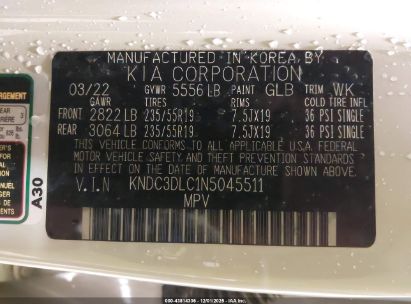 MANUFACTURED IN KOREA BY
KIA CORPORATION
03/22 GVWR 5556 LB PAINT GLB TRIM WK
GAWR TIRES RIMS COLD TIRE INFL
FRONT 2822 LB 235/55R19 7.5JX19 36 PSI SINGLE
REAR 3064 LB 235/55R19 7.5JX19 36 PSI SINGLE
THIS VEHICLE CONFORMS TO ALL APPLICABLE U.S.A FEDERAL
MOTOR VEHICLE SAFETY, BUMPER, AND THEFT PREVENTION
STANDARDS IN EFFECT ON THE DATE OF MANUFACTURE SHOWN ABOVE.
V.I.N KNDC3DLC1N5045511
MPV
A30